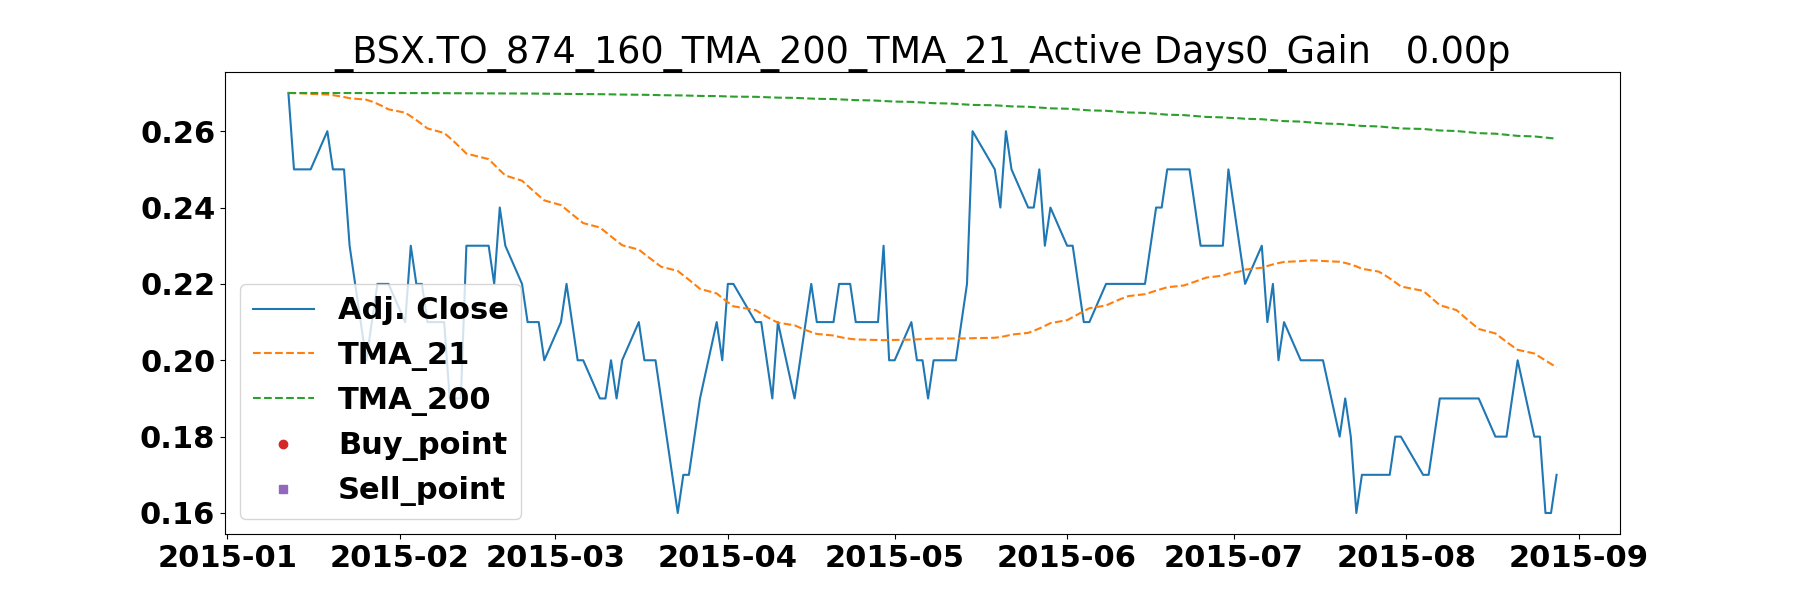 _BSX.TO_874_160_TMA_200_TMA_21_Active Days0_Gain   0.00p
0.26
0.24
0.22
0.20
0.18
0.16
Adj. Close
TMA_21
TMA_200
Buy_point
Sell_point
2015-01 2015-02 2015-03 2015-04 2015-05 2015-06 2015-07 2015-08 2015-09